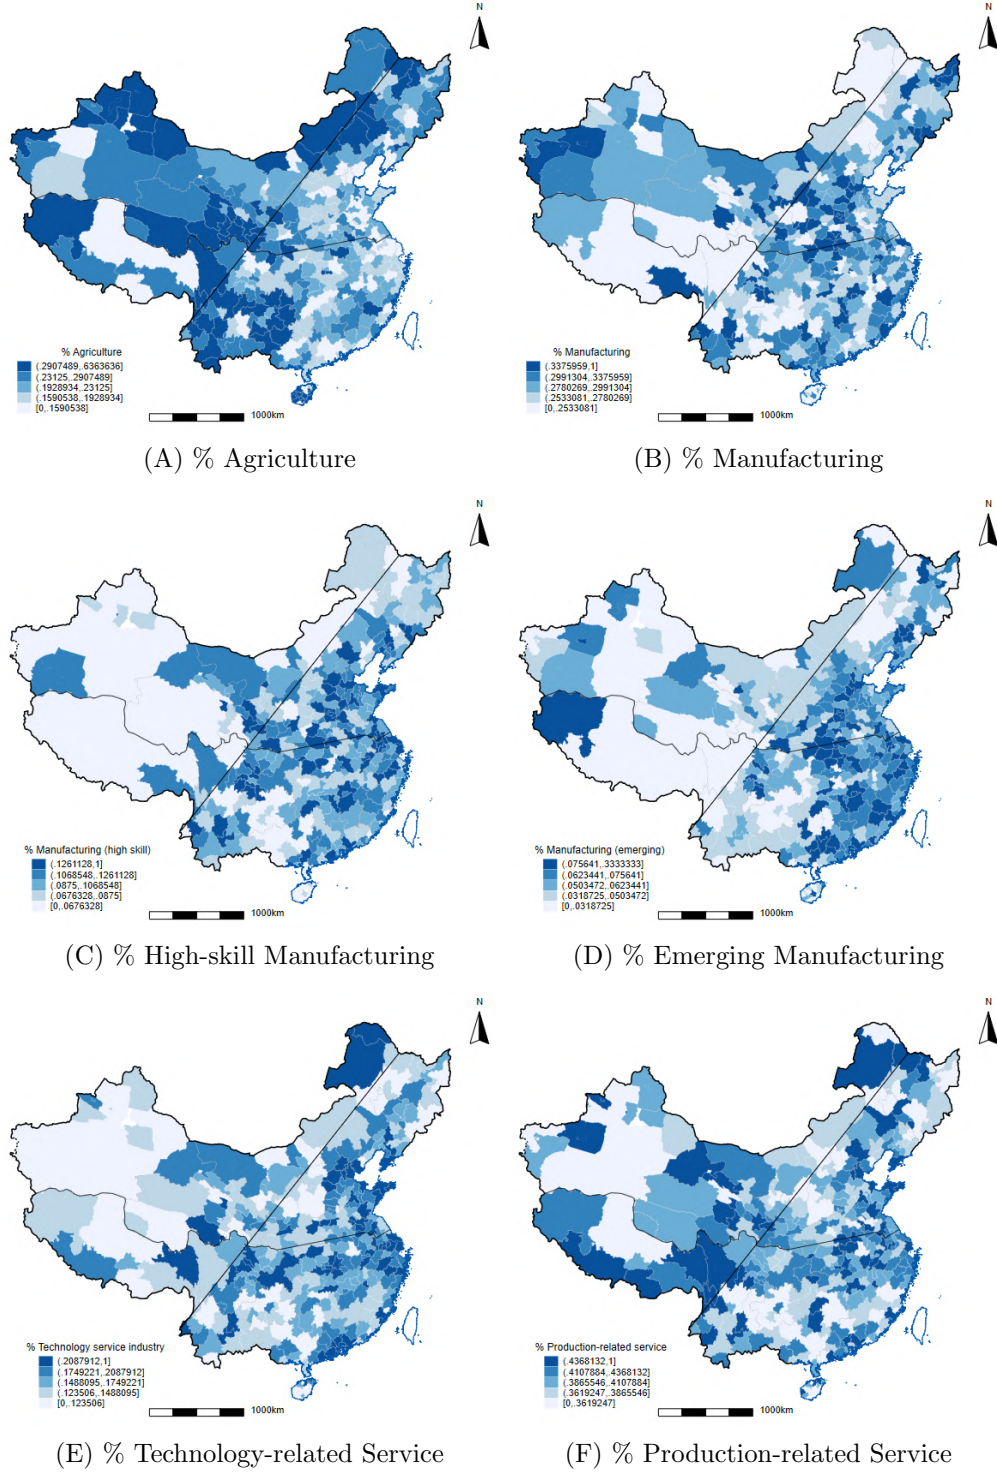 N
N
% Agriculture
(.2907489,.6363636]
(.23125,.2907489]
(.1928934,.23125]
(.1590538,.1928934]
[0,.1590538]
1000km
% Manufacturing
(.3375959,1]
(.2991304,.3375959]
(.2780269,.2991304]
(.2533081,.2780269]
[0,.2533081]
1000km
(A) % Agriculture
(B) % Manufacturing
N
N
% Manufacturing (high skill)
(.1261128,1]
(.1068548,.1261128]
(.0875,.1068548]
(.0676328,.0875]
[0,.0676328]
1000km
% Manufacturing (emerging)
(.075641,.3333333]
(.0623441,.075641]
(.0503472,.0623441]
(.0318725,.0503472]
[0,.0318725]
1000km
(C) % High-skill Manufacturing
(D) % Emerging Manufacturing
N
N
% Technology service industry
(.2087912,1]
(.1749221,.2087912]
(.1488095,.1749221]
(.123506,.1488095]
[0,.123506]
1000km
% Production-related service
(.4368132,1]
(.4107884,.4368132]
(.3865546,.4107884]
(.3619247,.3865546]
[0,.3619247]
1000km
(E) % Technology-related Service
(F) % Production-related Service